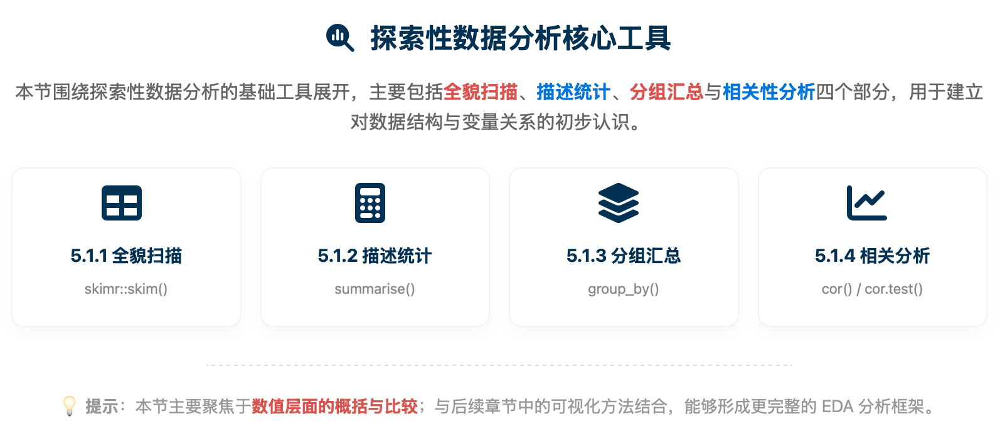 探索性数据分析核心工具
本节围绕探索性数据分析的基础工具展开，主要包括全貌扫描、描述统计、分组汇总与相关性分析四个部分，用于建立
对数据结构与变量关系的初步认识。
5.1.1 全貌扫描
skimr::skim()
5.1.2 描述统计
summarise()
5.1.3 分组汇总
group_by()
5.1.4 相关分析
cor() / cor.test()
提示：本节主要聚焦于数值层面的概括与比较；与后续章节中的可视化方法结合，能够形成更完整的 EDA 分析框架。